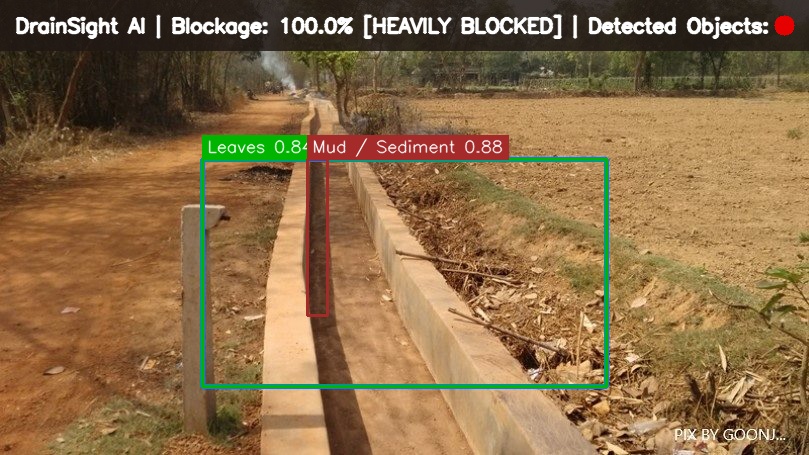 DrainSight AI | Blockage: 100.0% [HEAVILY BLOCKED] | Detected Objects:
Leaves 0.84
Mud / Sediment 0.88
PIX BY GOONJ...